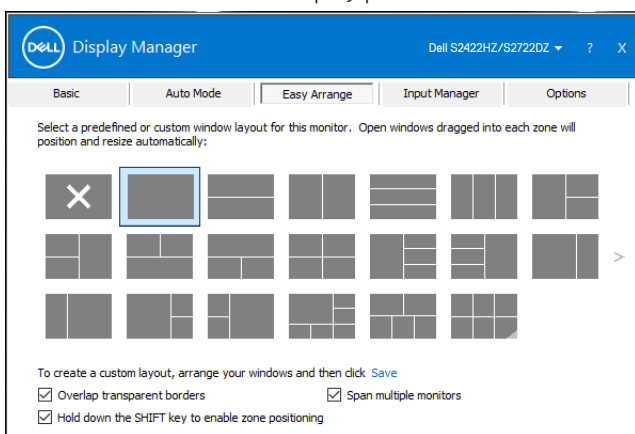 DELL Display Manager Dell S2422HZ/S2722DZ ? X
Basic Auto Mode Easy Arrange Input Manager Options
Select a predefined or custom window layout for this monitor. Open windows dragged into each zone will
position and resize automatically:
>
To create a custom layout, arrange your windows and then click Save
Overlap transparent borders Span multiple monitors
Hold down the SHIFT key to enable zone positioning